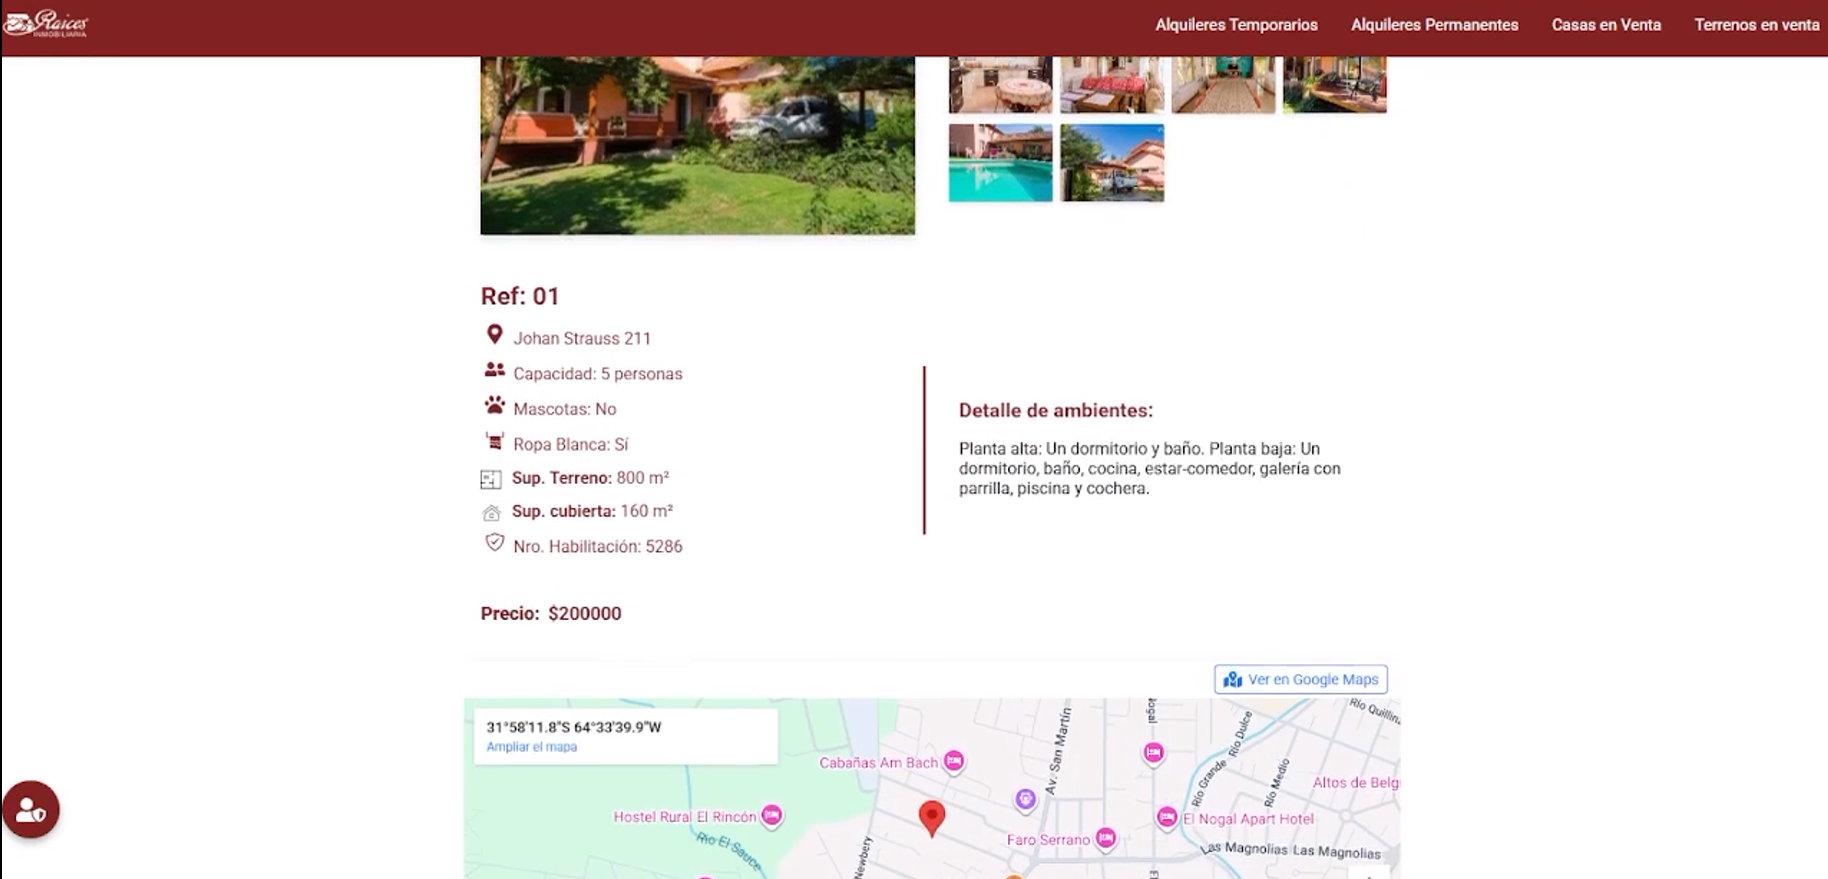 Raices
INMOBILIARIA
Alquileres Temporarios
Alquileres Permanentes
Casas en Venta
Terrenos en venta
Ref: 01
Johan Strauss 211
Capacidad: 5 personas
Mascotas: No
Ropa Blanca: Sí
Sup. Terreno: 800 m²
Sup. cubierta: 160 m²
Nro. Habilitación: 5286
Detalle de ambientes:
Planta alta: Un dormitorio y baño. Planta baja: Un
dormitorio, baño, cocina, estar-comedor, galería con
parrilla, piscina y cochera.
Precio: $200000
Ver en Google Maps
31°58'11.8"S 64°33'39.9"W
Ampliar el mapa
Cabañas Am Bach
Av. San Martín
Río Grande
Río Dulce
Río Medio
Río Quillin
Altos de Belg
Hostel Rural El Rincón
Río El Sauce
Newbery
Faro Serrano
El Nogal Apart Hotel
Las Magnolias
Las Magnolias